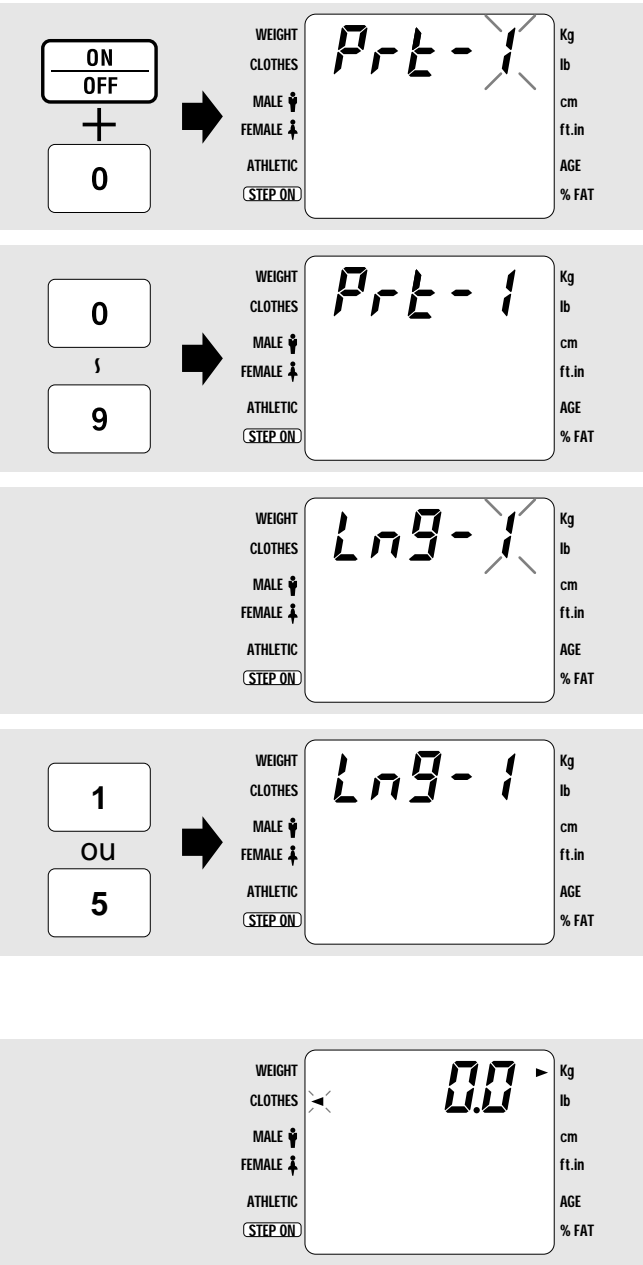 ON
OFF
+
0
WEIGHT Prt-1 Kg
CLOTHES lb
MALE cm
FEMALE ft.in
ATHLETIC AGE
STEP ON % FAT
0
~
9
WEIGHT Prt-1 Kg
CLOTHES lb
MALE cm
FEMALE ft.in
ATHLETIC AGE
STEP ON % FAT
WEIGHT Lng-1 Kg
CLOTHES lb
MALE cm
FEMALE ft.in
ATHLETIC AGE
STEP ON % FAT
1
ou
5
WEIGHT Lng-1 Kg
CLOTHES lb
MALE cm
FEMALE ft.in
ATHLETIC AGE
STEP ON % FAT
WEIGHT 0.0 Kg
CLOTHES lb
MALE cm
FEMALE ft.in
ATHLETIC AGE
STEP ON % FAT